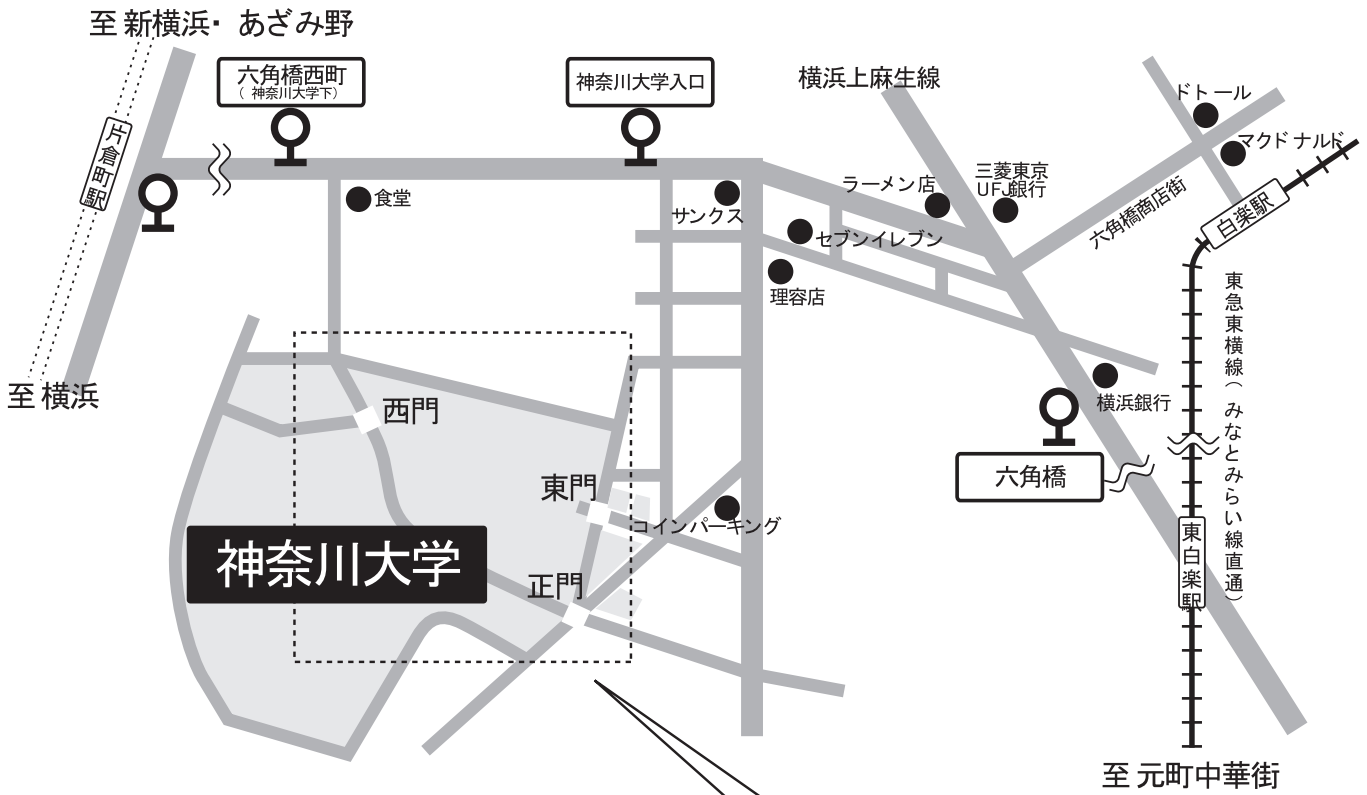 至 新横浜・ あざみ野
六角橋西町
（ 神奈川大学下）
神奈川大学入口
横浜上麻生線
ドトール
マクドナルド
片倉町駅
食堂
サンクス
ラーメン店
三菱東京
UFJ銀行
六角橋商店街
白楽駅
セブンイレブン
理容店
東急東横線（みなとみらい線直通）
至 横浜
西門
横浜銀行
六角橋
東門
コインパーキング
神奈川大学
正門
東白楽駅
至 元町中華街